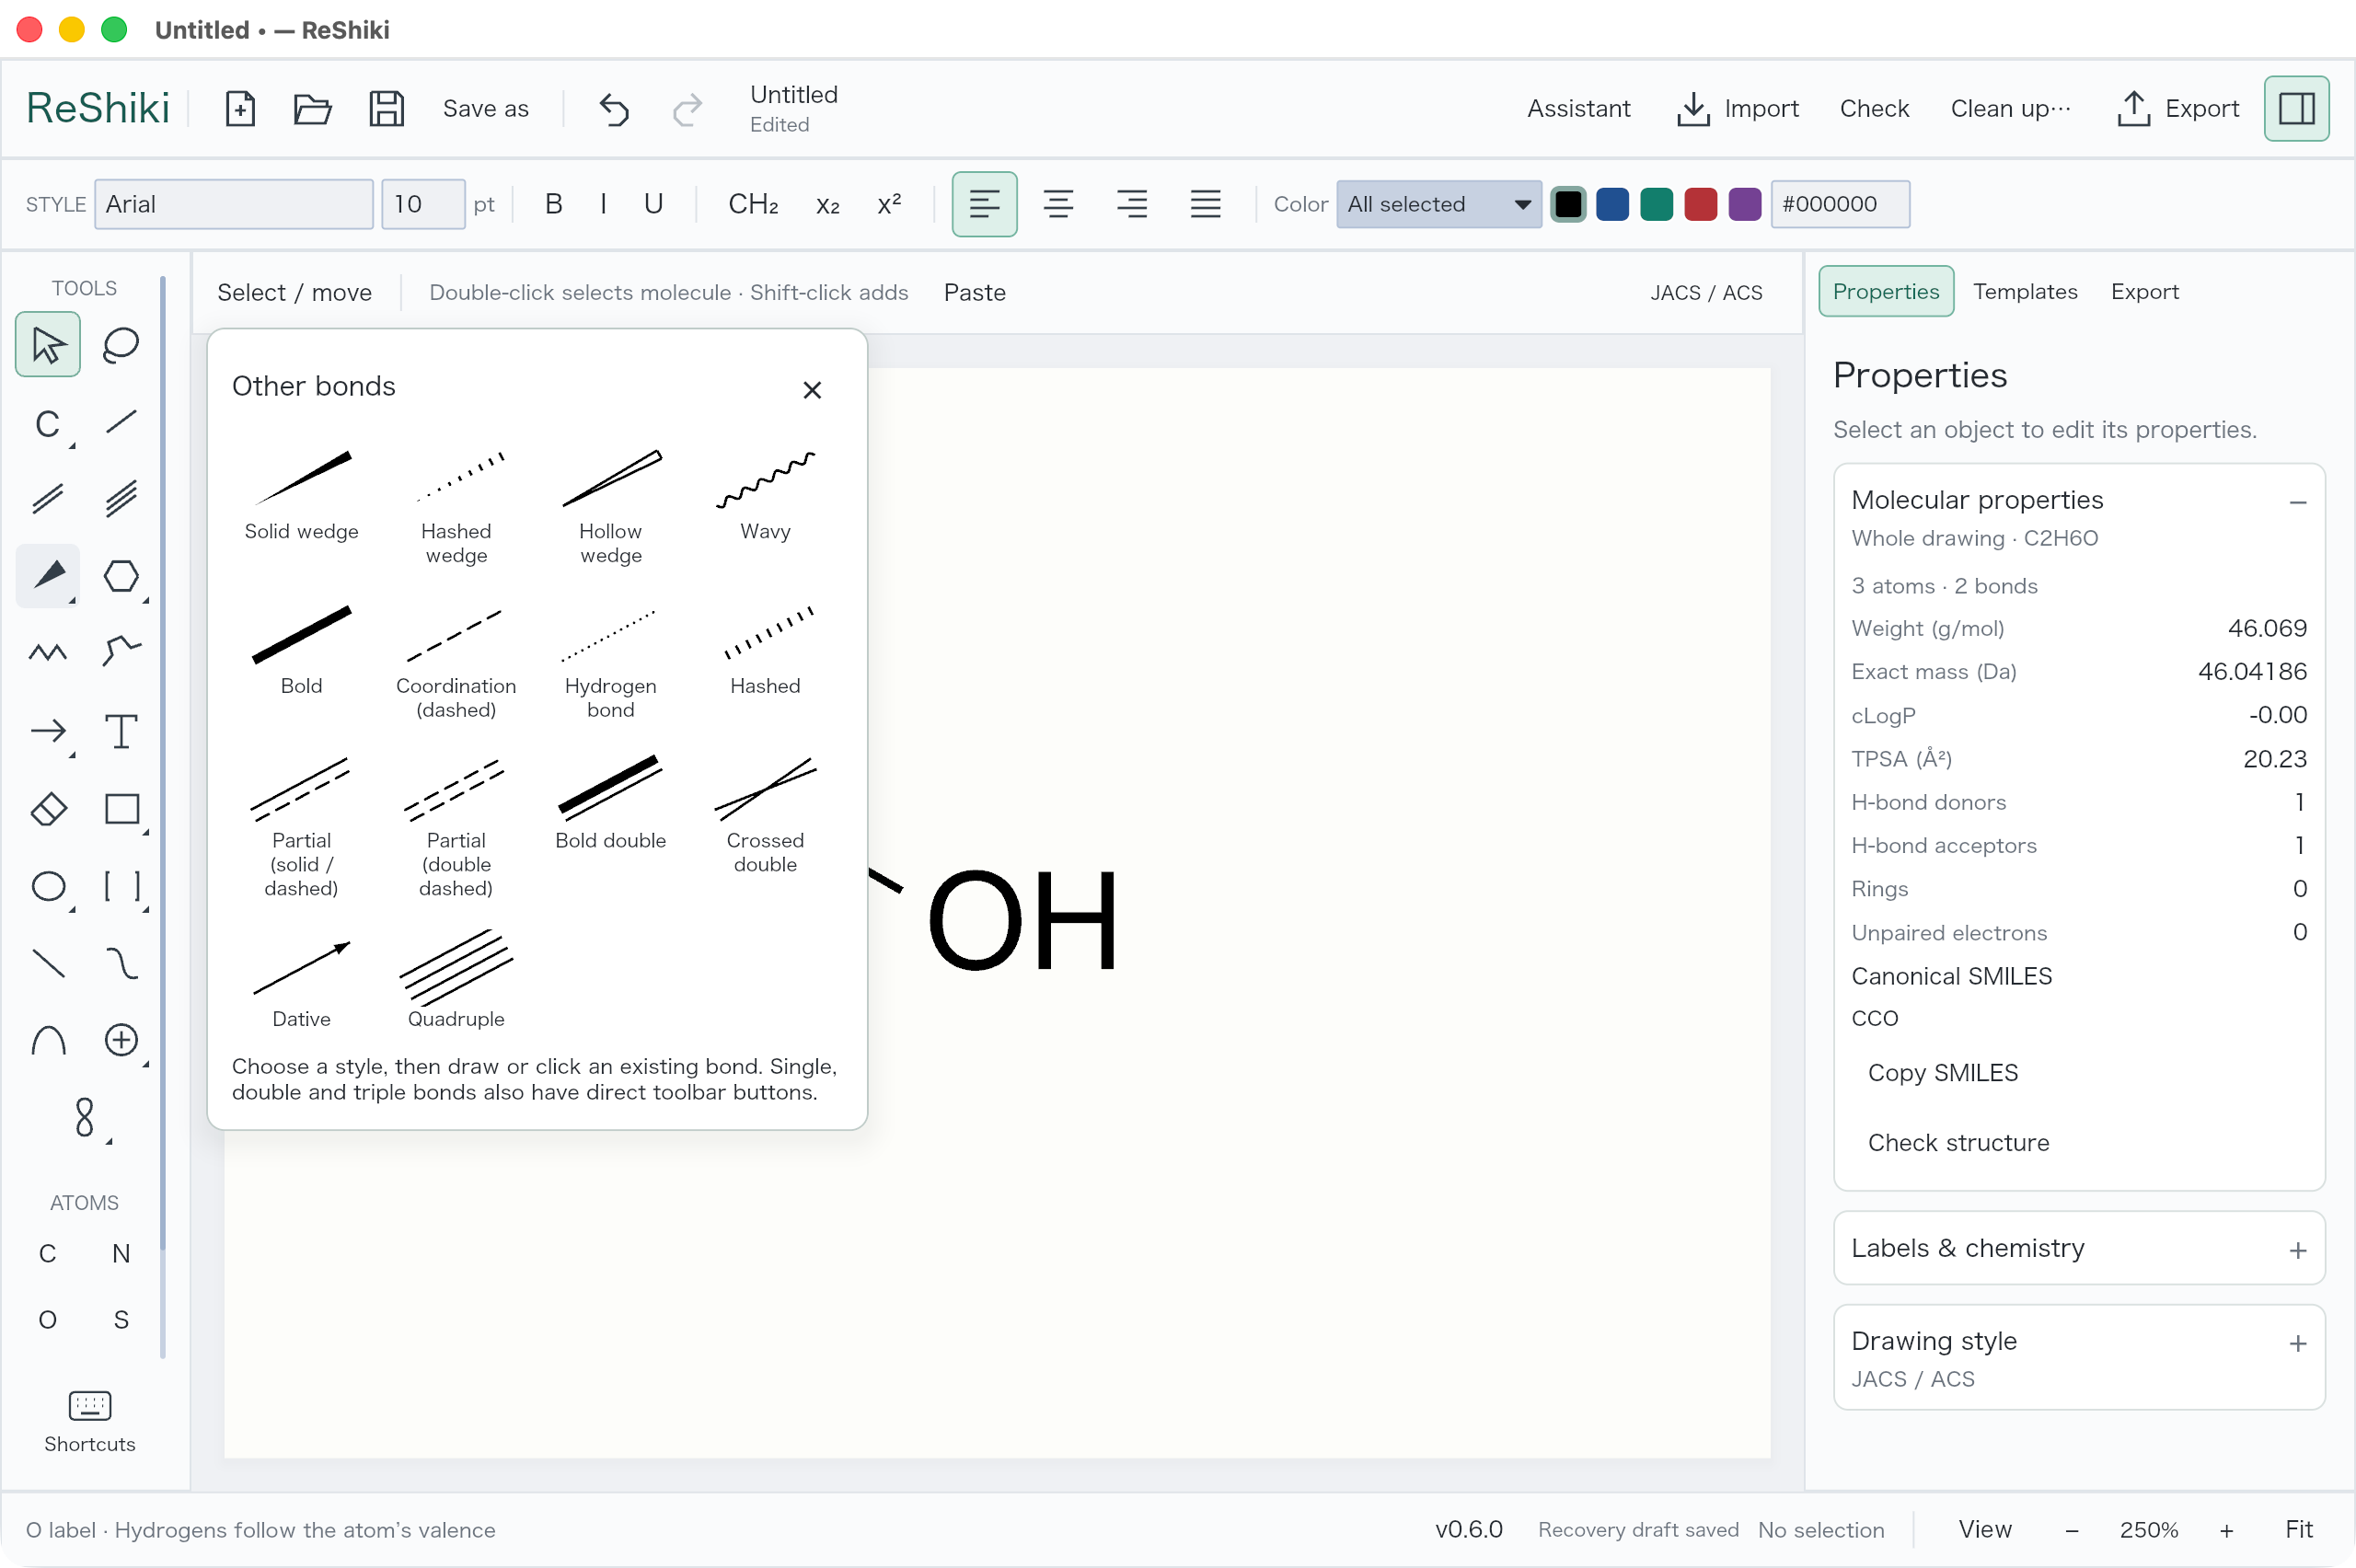 Untitled • — ReShiki
ReShiki
Save as
Untitled
Edited
Assistant
Import
Check
Clean up…
Export
STYLE
Arial
10
pt
B
I
U
CH₂
x₂
x²
Color
All selected
#000000
TOOLS
C
T
ATOMS
C N
O S
Shortcuts
Select / move
Double-click selects molecule · Shift-click adds
Paste
JACS / ACS
Other bonds
Solid wedge
Hashed
wedge
Hollow
wedge
Wavy
Bold
Coordination
(dashed)
Hydrogen
bond
Hashed
Partial
(solid /
dashed)
Partial
(double
dashed)
Bold double
Crossed
double
Dative
Quadruple
Choose a style, then draw or click an existing bond. Single,
double and triple bonds also have direct toolbar buttons.
OH
Properties
Templates
Export
Properties
Select an object to edit its properties.
Molecular properties
Whole drawing · C2H6O
3 atoms · 2 bonds
Weight (g/mol) 46.069
Exact mass (Da) 46.04186
cLogP -0.00
TPSA (Å²) 20.23
H-bond donors 1
H-bond acceptors 1
Rings 0
Unpaired electrons 0
Canonical SMILES
CCO
Copy SMILES
Check structure
Labels & chemistry
Drawing style
JACS / ACS
O label · Hydrogens follow the atom's valence
v0.6.0
Recovery draft saved
No selection
View
− 250% +
Fit